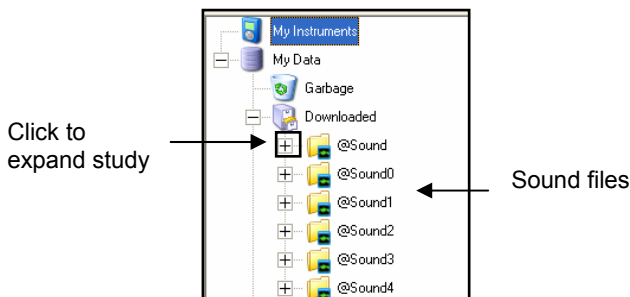 My Instruments
My Data
Garbage
Downloaded
Click to
expand study
@Sound
@Sound0
Sound files
@Sound1
@Sound2
@Sound3
@Sound4